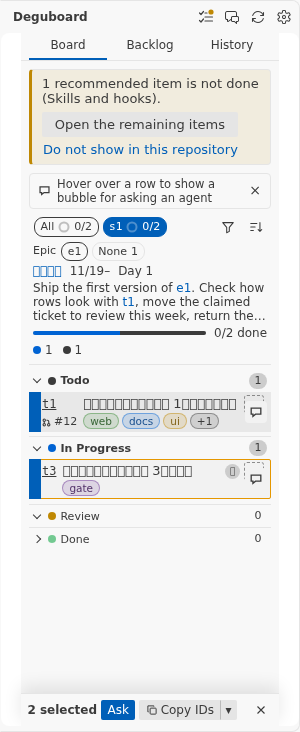 Deguboard
Board Backlog History
1 recommended item is not done
(Skills and hooks).
Open the remaining items
Do not show in this repository
Hover over a row to show a
bubble for asking an agent
All 0/2 s1 0/2
Epic e1 None 1
11/19– Day 1
Ship the first version of e1. Check how
rows look with t1, move the claimed
ticket to review this week, return the…
0/2 done
1 1
Todo 1
t1 1
#12 web docs ui +1
In Progress 1
t3 3
gate
Review 0
Done 0
2 selected Ask Copy IDs